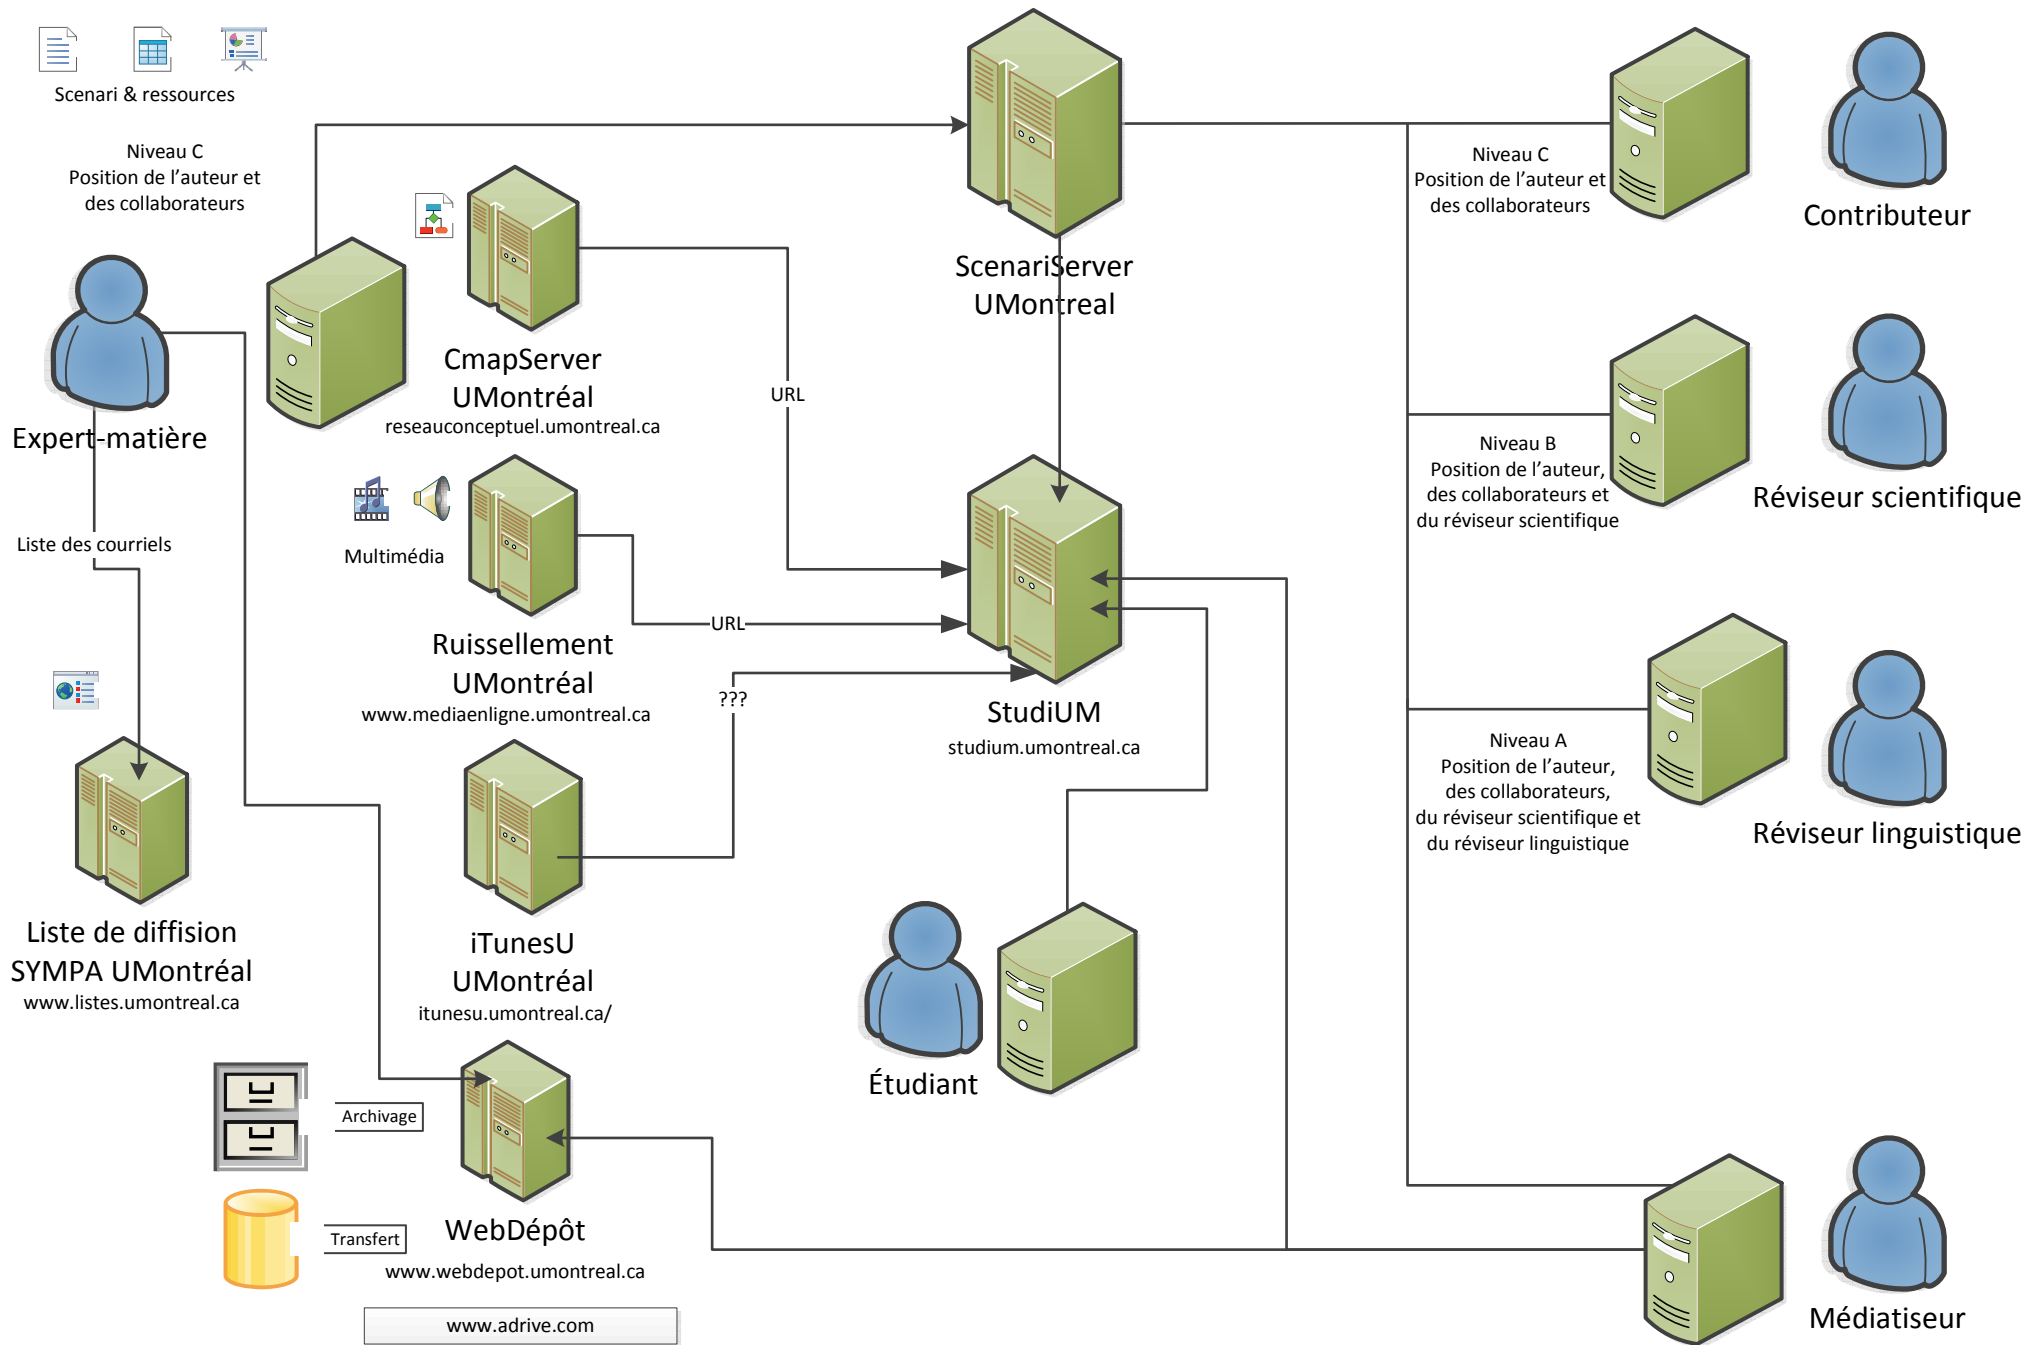 Scenari & ressources
Niveau C
Position de l’auteur et
des collaborateurs
Expert-matière
Liste des courriels
Liste de diffision
SYMPA UMontréal
www.listes.umontreal.ca
CmapServer
UMontréal
reseauconceptuel.umontreal.ca
Multimédia
Ruissellement
UMontréal
www.mediaenligne.umontreal.ca
iTunesU
UMontréal
itunesu.umontreal.ca/
Archivage
Transfert
WebDépôt
www.webdepot.umontreal.ca
www.adrive.com
URL
URL
???
ScenariServer
UMontreal
StudiUM
studium.umontreal.ca
Étudiant
Niveau C
Position de l’auteur et
des collaborateurs
Contributeur
Niveau B
Position de l’auteur,
des collaborateurs et
du réviseur scientifique
Réviseur scientifique
Niveau A
Position de l’auteur,
des collaborateurs,
du réviseur scientifique et
du réviseur linguistique
Réviseur linguistique
Médiatiseur